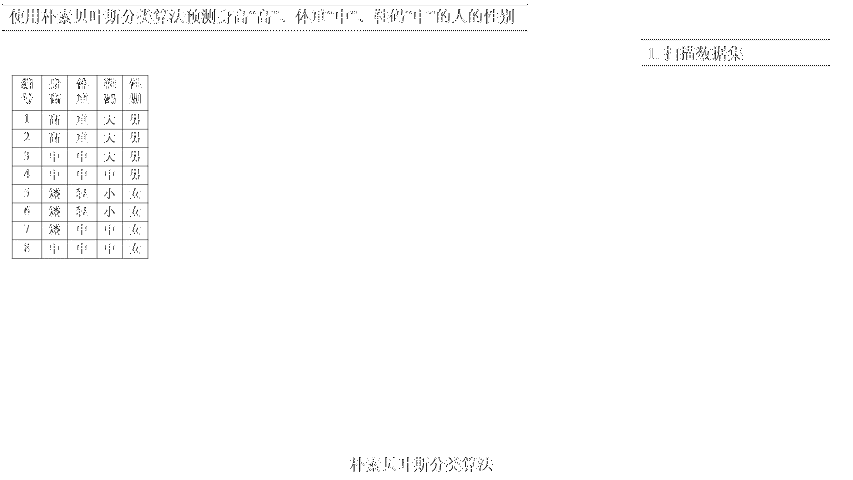 使用朴素贝叶斯分类算法预测身高“高”、体重“中”、鞋码“中”的人的性别
1. 扫描数据集
编号 身高 体重 鞋码 性别
1 高 重 大 男
2 高 重 大 男
3 中 中 大 男
4 中 中 中 男
5 矮 轻 小 女
6 矮 轻 小 女
7 矮 中 中 女
8 中 中 中 女
朴素贝叶斯分类算法